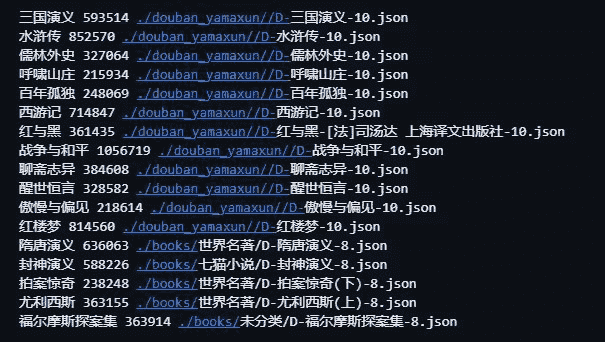 三国演义 593514 ./douban_yamaxun//D-三国演义-10.json
水浒传 852570 ./douban_yamaxun//D-水浒传-10.json
儒林外史 327064 ./douban_yamaxun//D-儒林外史-10.json
呼啸山庄 215934 ./douban_yamaxun//D-呼啸山庄-10.json
百年孤独 248069 ./douban_yamaxun//D-百年孤独-10.json
西游记 714847 ./douban_yamaxun//D-西游记-10.json
红与黑 361435 ./douban_yamaxun//D-红与黑-[法]司汤达 上海译文出版社-10.json
战争与和平 1056719 ./douban_yamaxun//D-战争与和平-10.json
聊斋志异 384608 ./douban_yamaxun//D-聊斋志异-10.json
醒世恒言 328582 ./douban_yamaxun//D-醒世恒言-10.json
傲慢与偏见 218614 ./douban_yamaxun//D-傲慢与偏见-10.json
红楼梦 814560 ./douban_yamaxun//D-红楼梦-10.json
隋唐演义 636063 ./books/世界名著/D-隋唐演义-8.json
封神演义 588226 ./books/七猫小说/D-封神演义-8.json
拍案惊奇 238248 ./books/世界名著/D-拍案惊奇(下)-8.json
尤利西斯 363155 ./books/世界名著/D-尤利西斯(上)-8.json
福尔摩斯探案集 363914 ./books/未分类/D-福尔摩斯探案集-8.json